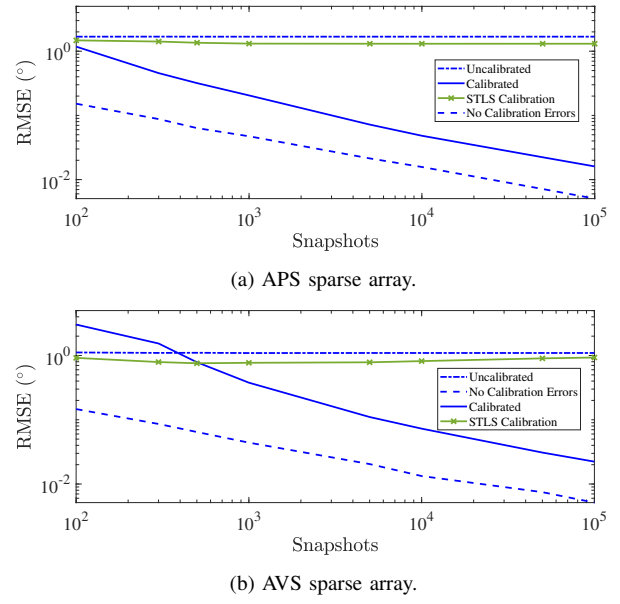 10^0
10^-2
RMSE (°)
Uncalibrated
Calibrated
STLS Calibration
No Calibration Errors
10^2 10^3 10^4 10^5
Snapshots
(a) APS sparse array.
10^0
10^-2
RMSE (°)
Uncalibrated
No Calibration Errors
Calibrated
STLS Calibration
10^2 10^3 10^4 10^5
Snapshots
(b) AVS sparse array.